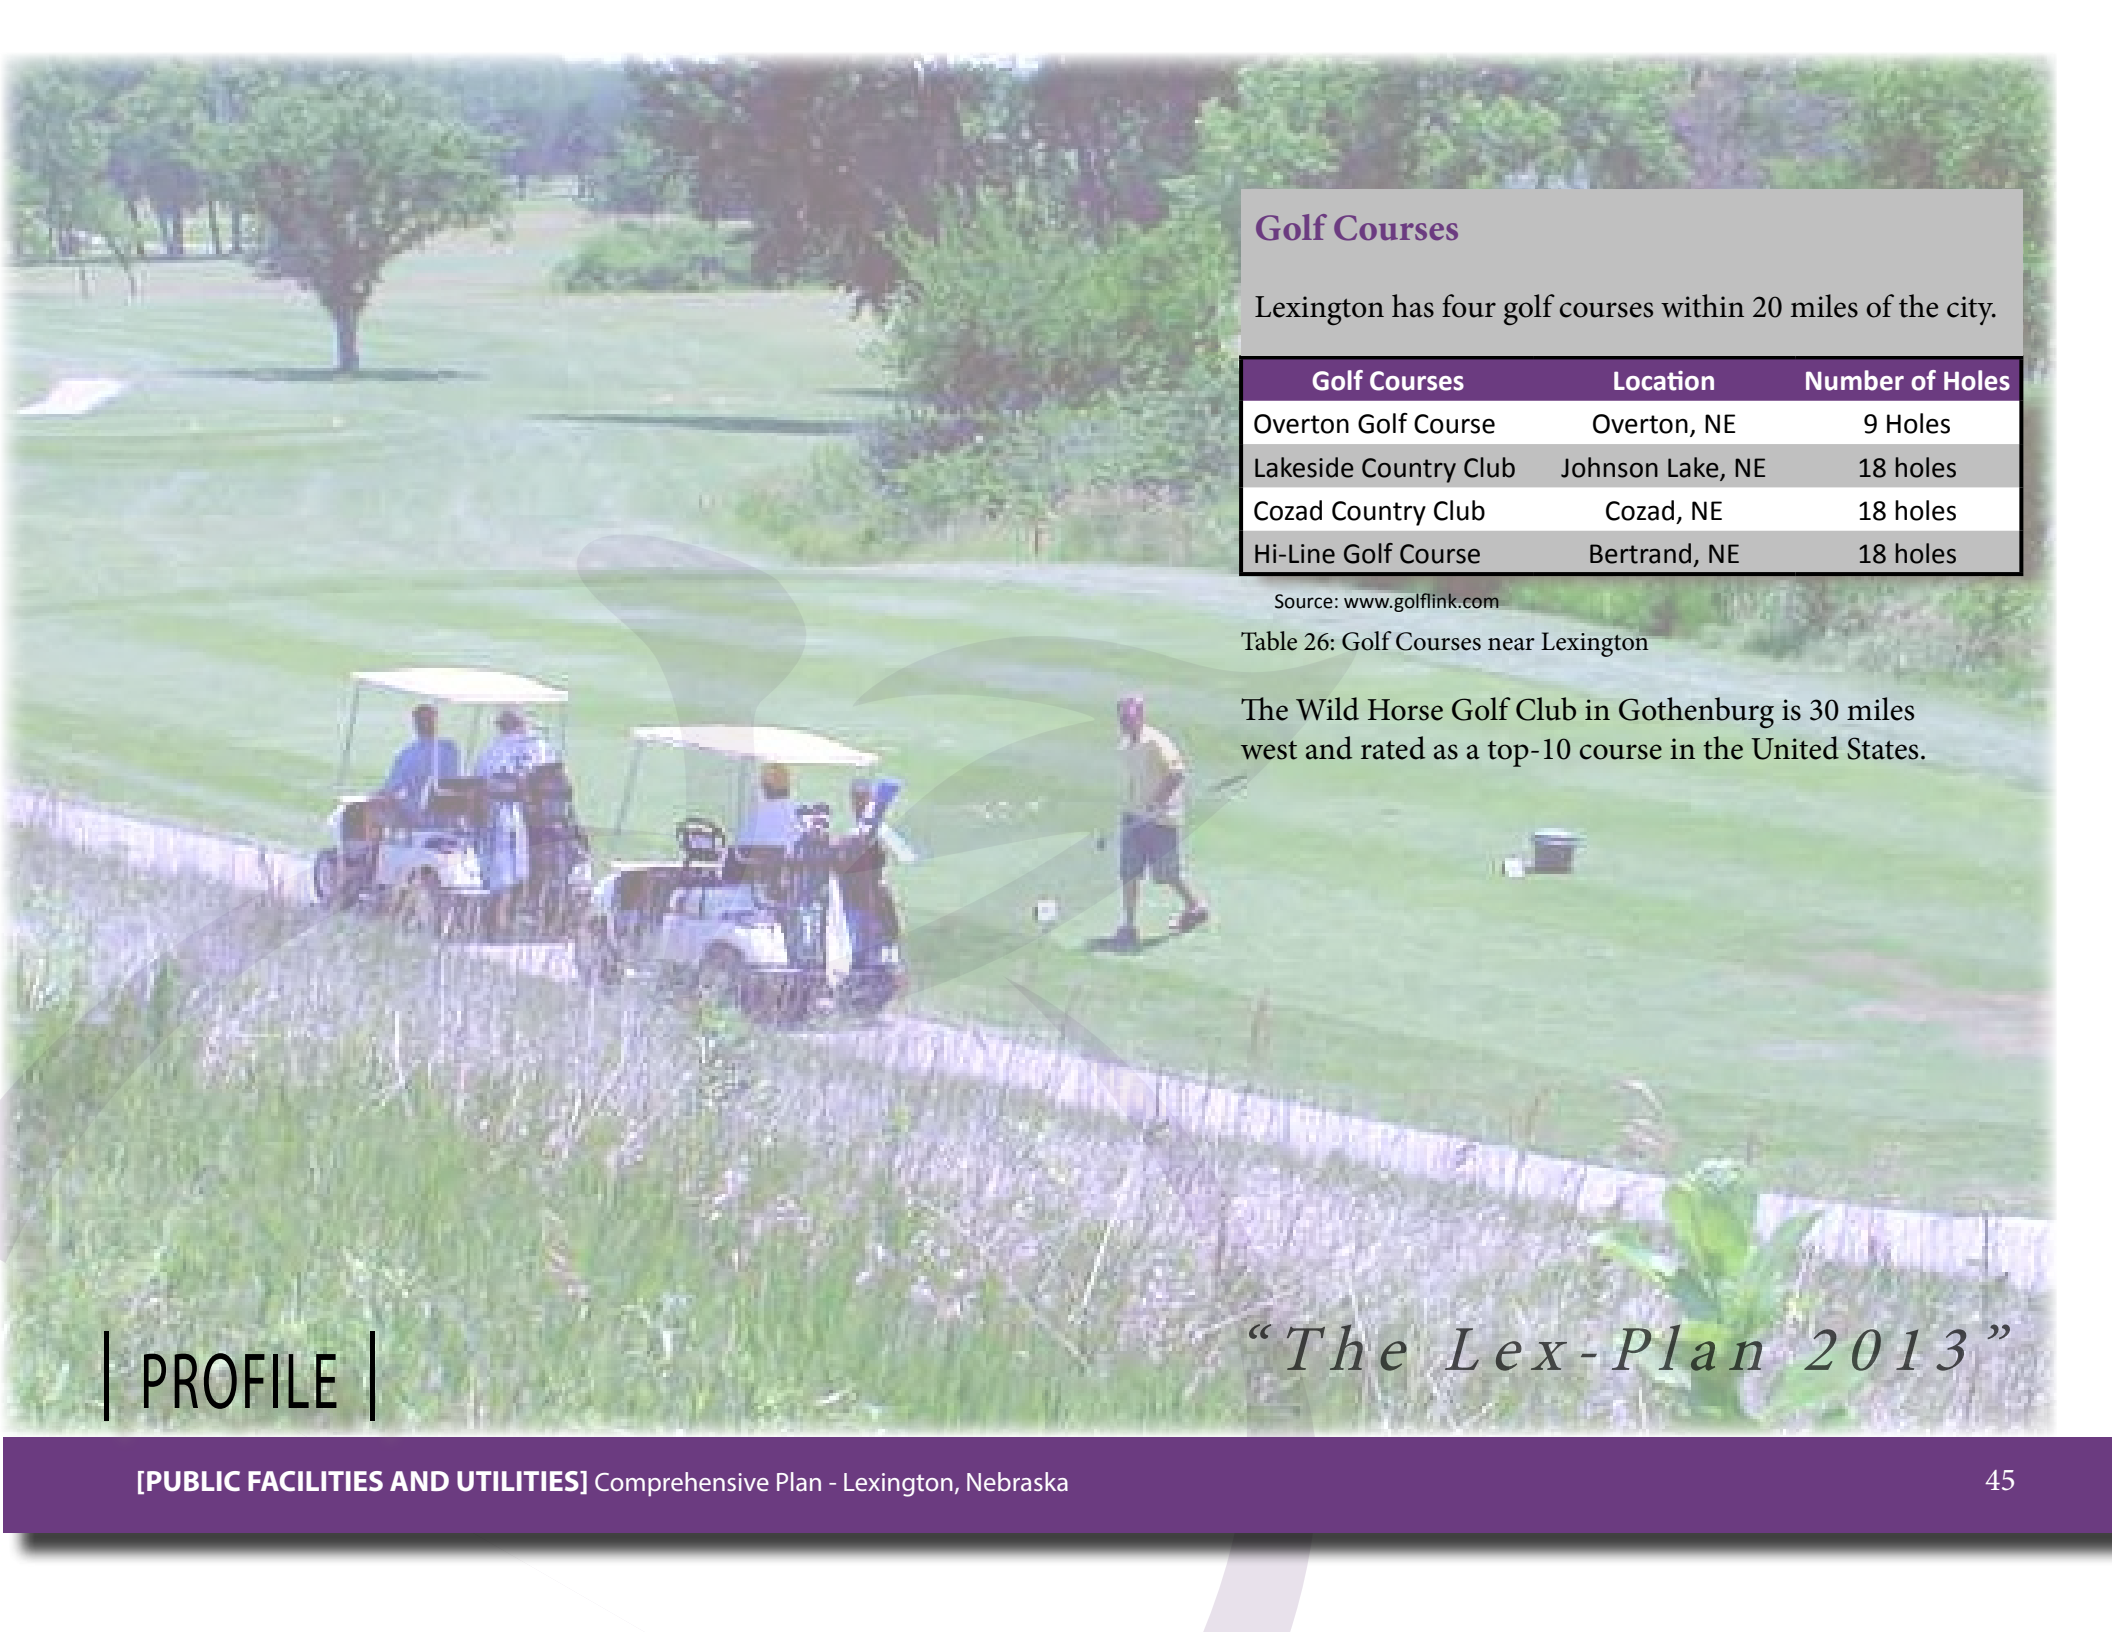 Golf Courses
Lexington has four golf courses within 20 miles of the city.
Golf Courses Location Number of Holes
Overton Golf Course Overton, NE 9 Holes
Lakeside Country Club Johnson Lake, NE 18 holes
Cozad Country Club Cozad, NE 18 holes
Hi-Line Golf Course Bertrand, NE 18 holes
Source: www.golflink.com
Table 26: Golf Courses near Lexington
The Wild Horse Golf Club in Gothenburg is 30 miles
west and rated as a top-10 course in the United States.
“The Lex-Plan 2013”
PROFILE
[PUBLIC FACILITIES AND UTILITIES] Comprehensive Plan - Lexington, Nebraska 45